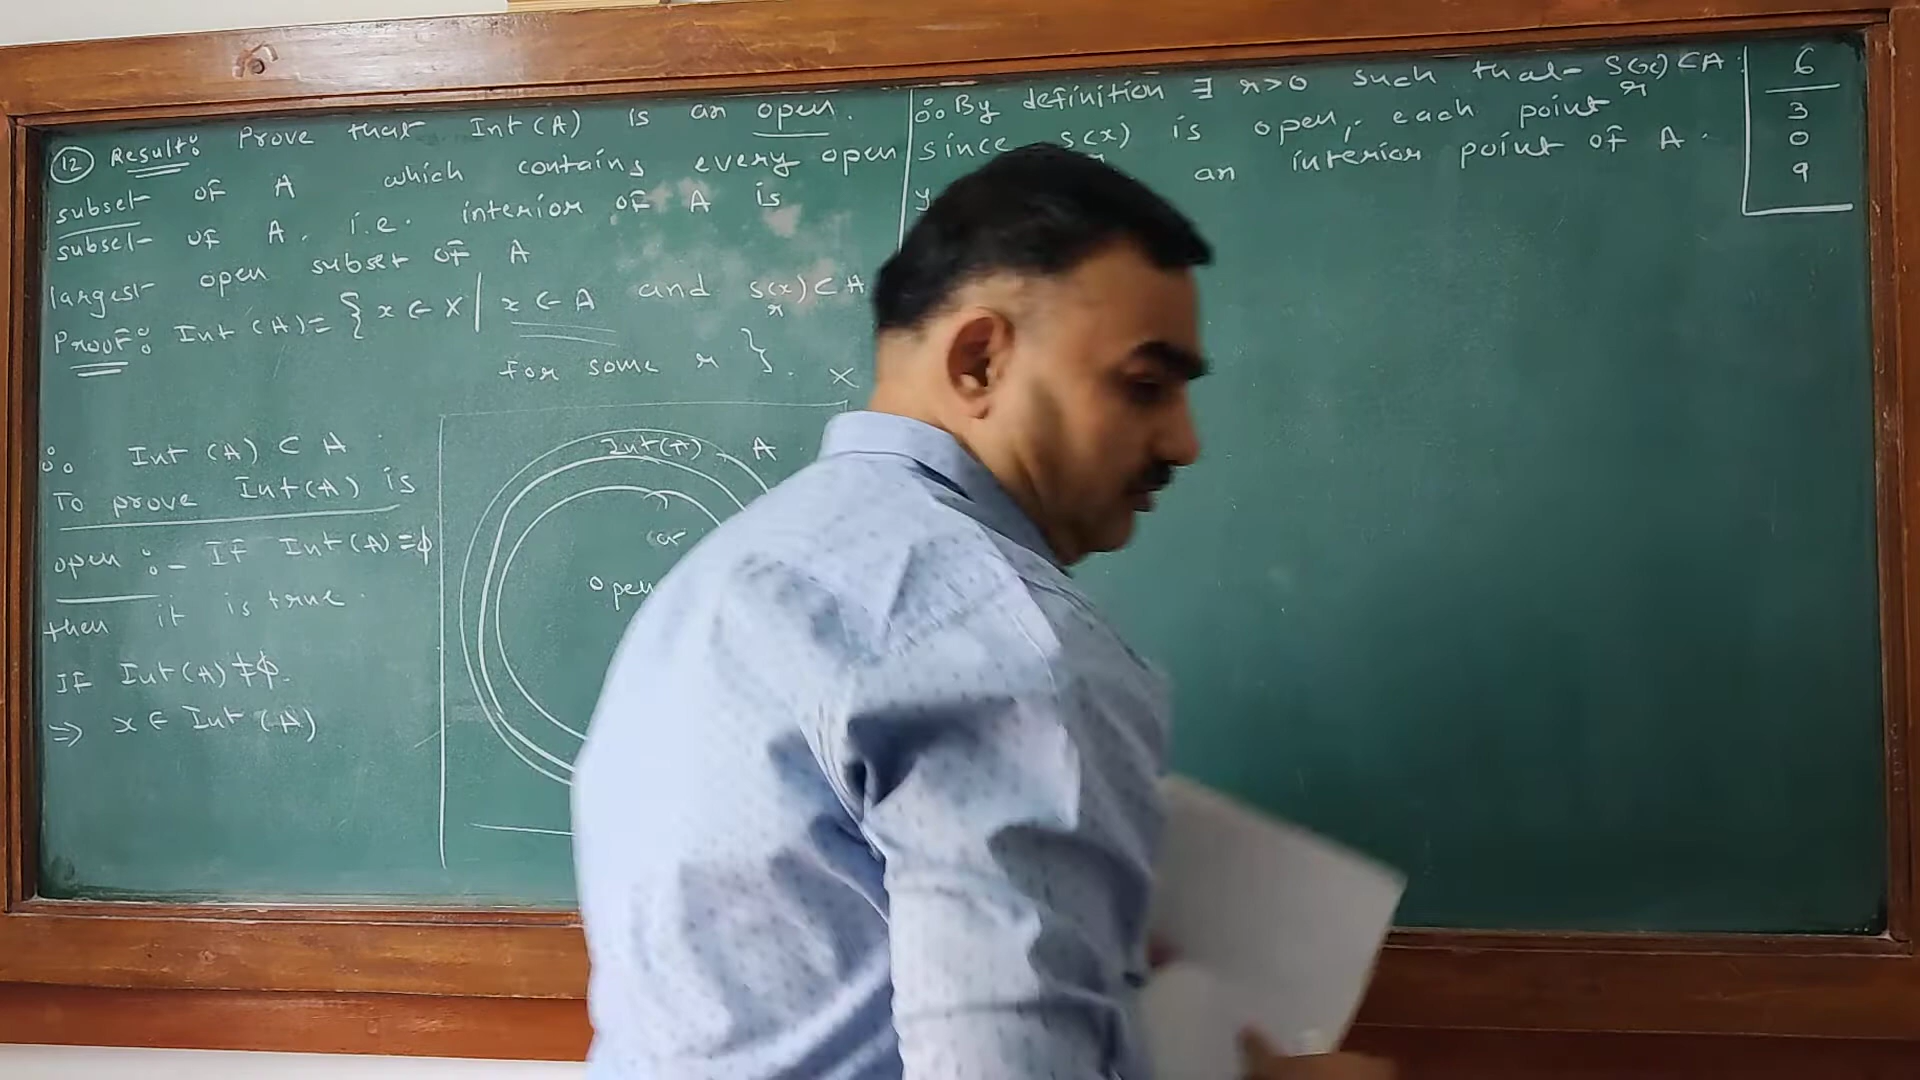 (12) Result: Prove that Int(A) is an open
subset of A which contains every open
subset of A. i.e. interior of A is
largest open subset of A
Proof: Int(A) = { x ∈ X | x ∈ A and Sr(x) ⊂ A
for some r }.
∴ Int(A) ⊂ A
To prove Int(A) is
open :- IF Int(A) = ϕ
then it is true.
IF Int(A) ≠ ϕ.
⇒ x ∈ Int(A)
X
Int(A) A
or
Open
∴ By definition ∃ r>0 such that Sr(x) ⊂ A.
since S(x) is open, each point
y an interior point of A.
6
3
0
9